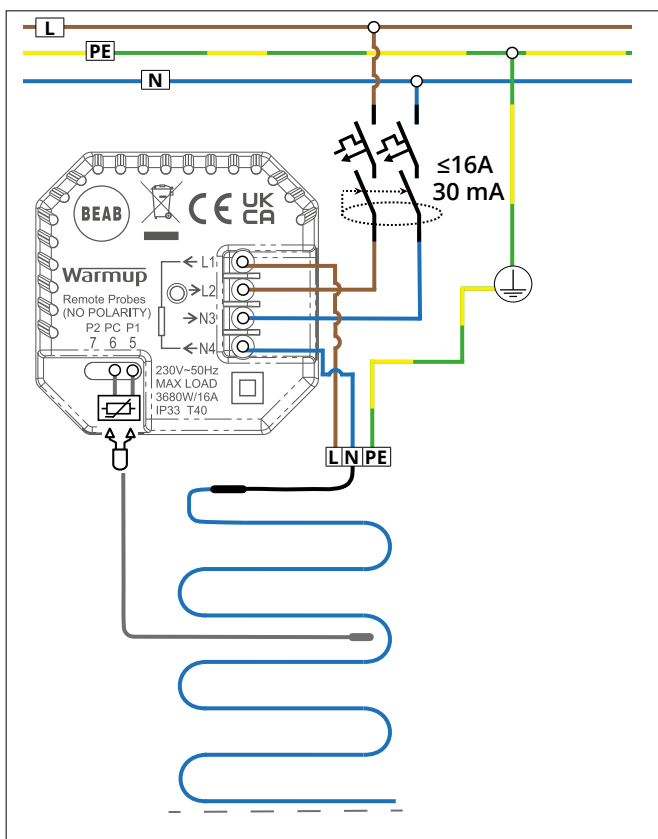 L
PE
N
≤16A
30 mA
BEAB
CE
UK
CA
Warmup
Remote Probes
(NO POLARITY)
P2 PC P1
7 6 5
L1
L2
N3
N4
230V~50Hz
MAX LOAD
3680W/16A
IP33 T40
L N PE